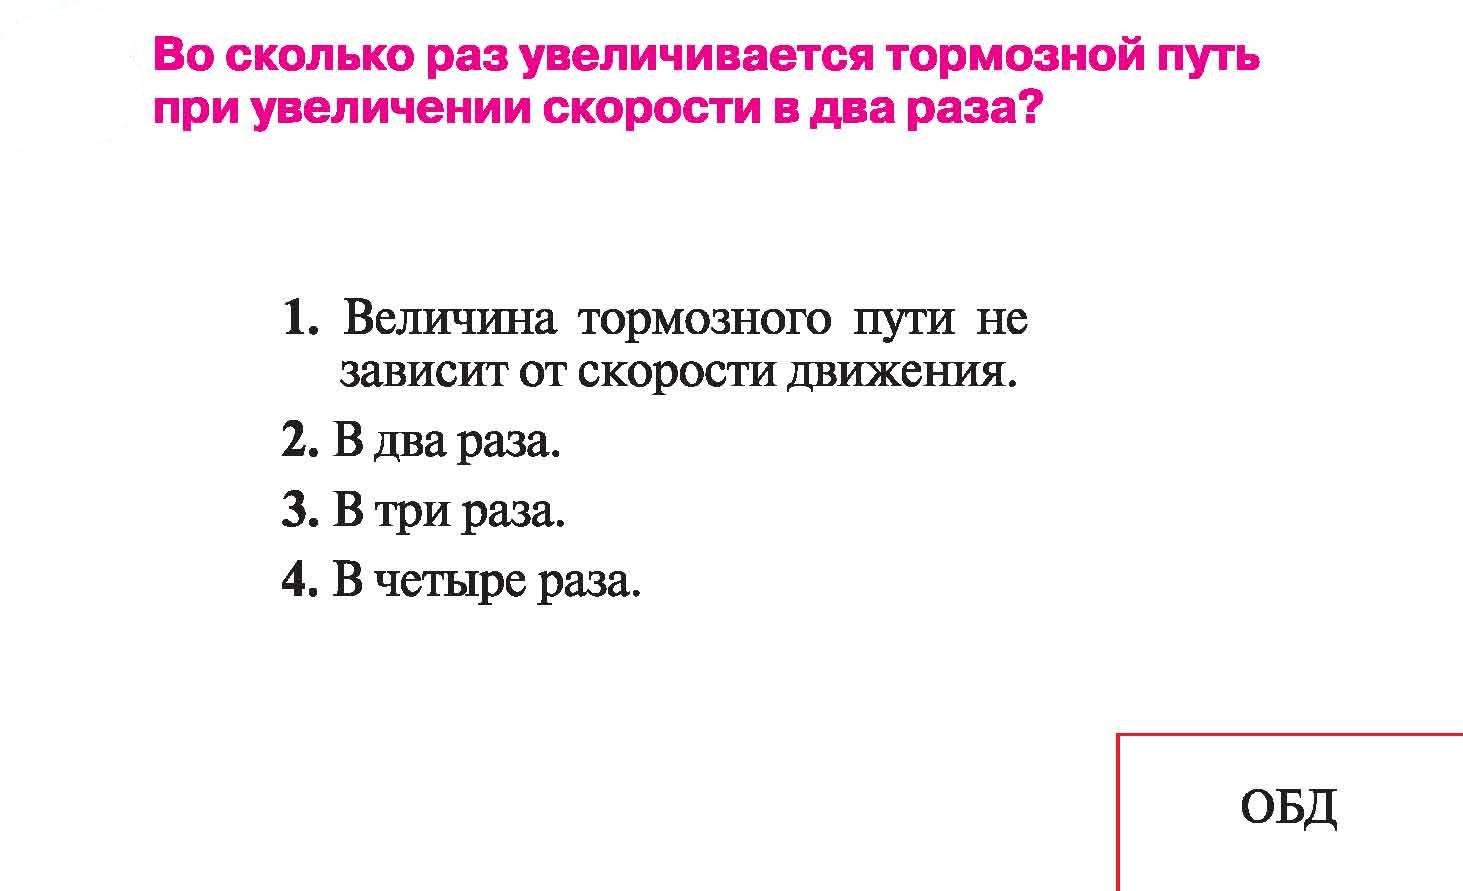 Во сколько раз увеличивается тормозной путь
при увеличении скорости в два раза?
1. Величина тормозного пути не
зависит от скорости движения.
2. В два раза.
3. В три раза.
4. В четыре раза.
ОБД